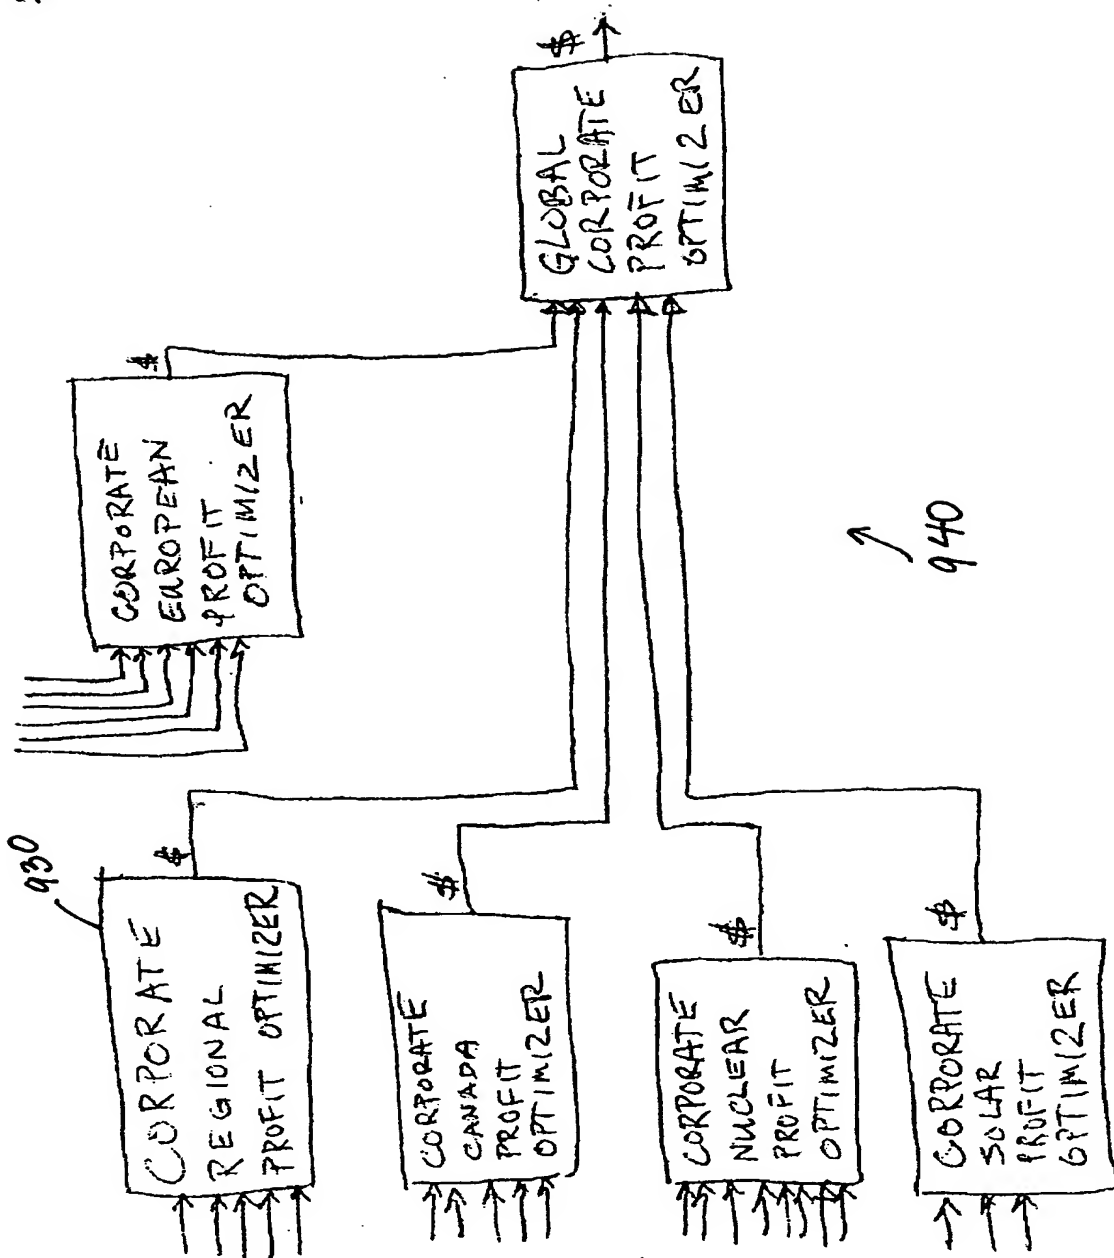 930
CORPORATE
REGIONAL
PROFIT OPTIMIZER
$
CORPORATE
CANADA
PROFIT
OPTIMIZER
$
CORPORATE
NUCLEAR
PROFIT
OPTIMIZER
$
CORPORATE
SOLAR
PROFIT
OPTIMIZER
$
CORPORATE
EUROPEAN
PROFIT
OPTIMIZER
$
GLOBAL
CORPORATE
PROFIT
OPTIMIZER
$
940